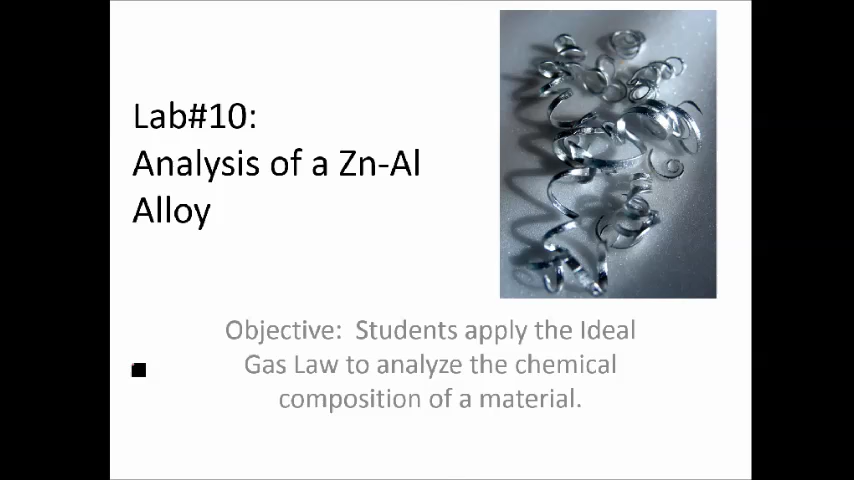 Lab#10:
Analysis of a Zn-Al
Alloy
Objective:  Students apply the Ideal
Gas Law to analyze the chemical
composition of a material.